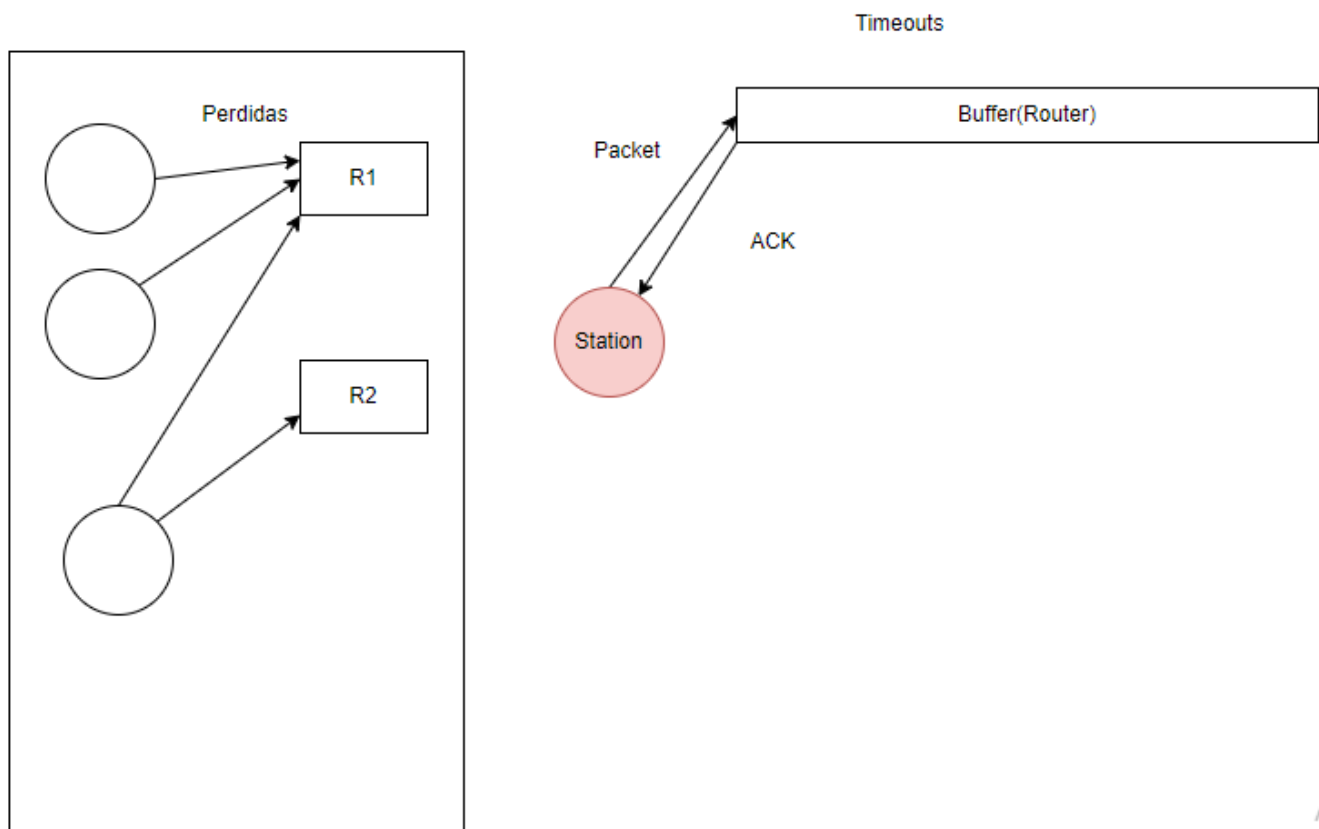 Timeouts
Perdidas
R1
R2
Buffer(Router)
Packet
ACK
Station